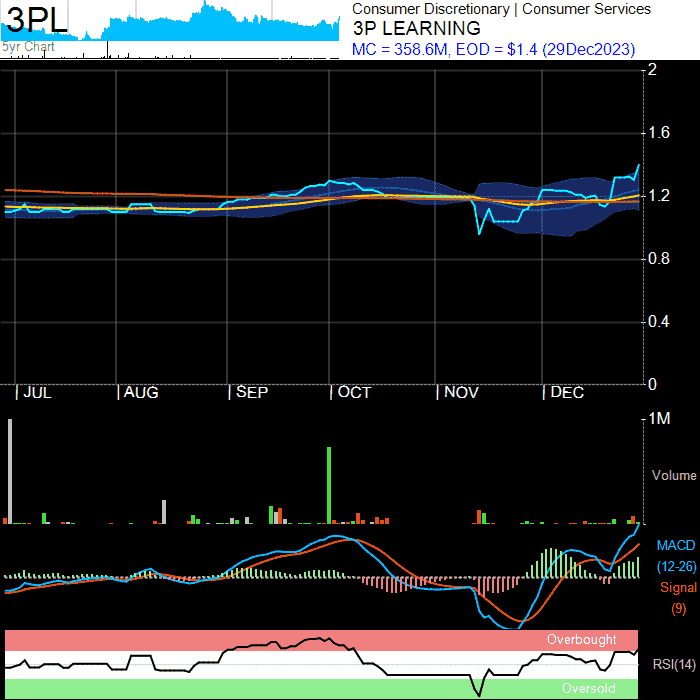 3PL
5yr Chart
Consumer Discretionary | Consumer Services
3P LEARNING
MC = 358.6M, EOD = $1.4 (29Dec2023)
2
1.6
1.2
0.8
0.4
0
JUL AUG SEP OCT NOV DEC
1M
Volume
MACD
(12-26)
Signal
(9)
Overbought
RSI(14)
Oversold